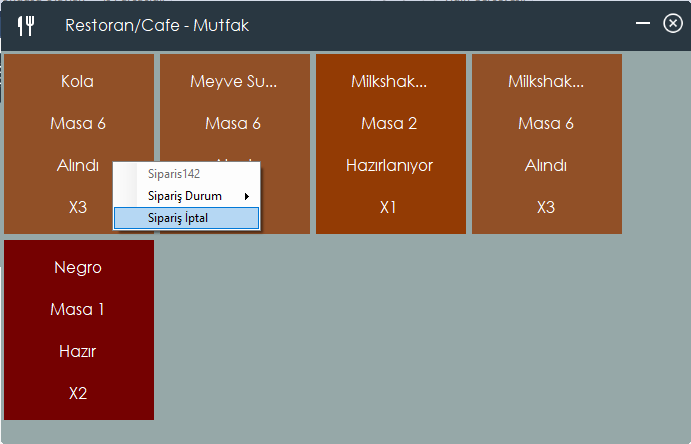 Restoran/Cafe - Mutfak
Kola
Masa 6
Alındı
X3
Meyve Su...
Masa 6
Milkshak...
Masa 2
Hazırlanıyor
X1
Milkshak...
Masa 6
Alındı
X3
Siparis142
Sipariş Durum
Sipariş İptal
Negro
Masa 1
Hazır
X2